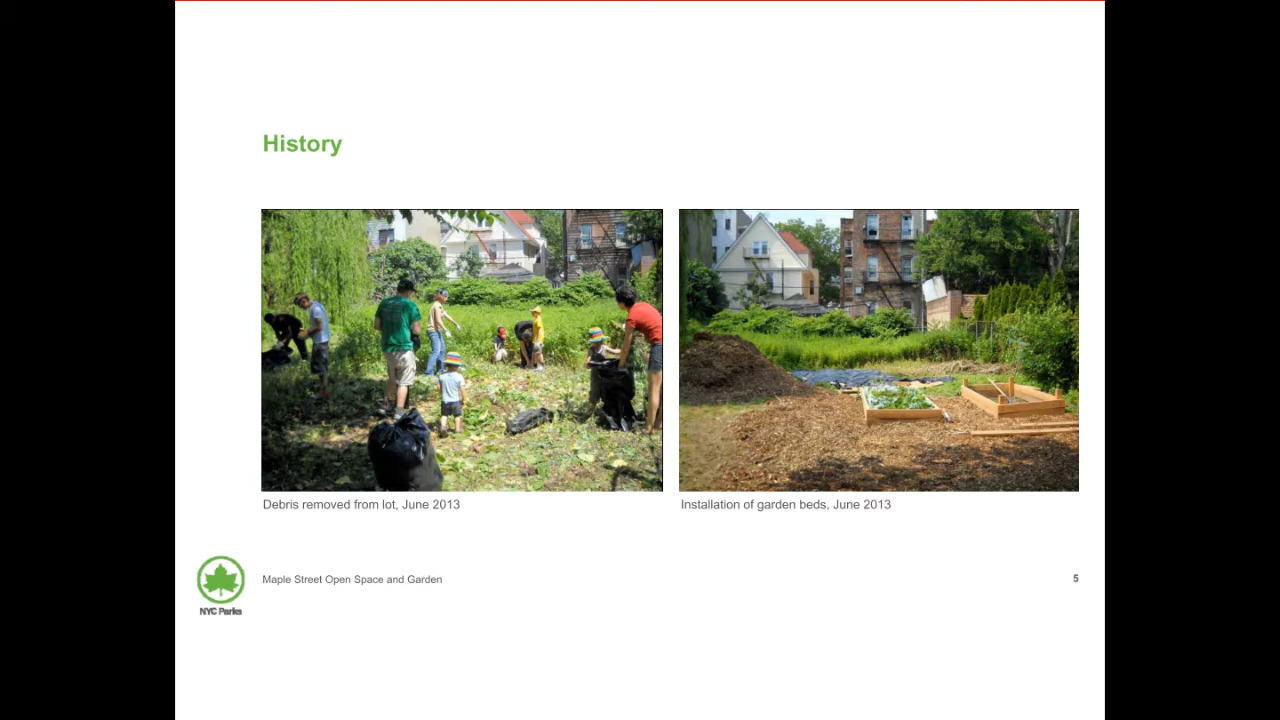 History
Debris removed from lot, June 2013
Installation of garden beds, June 2013
Maple Street Open Space and Garden
5
NYC Parks